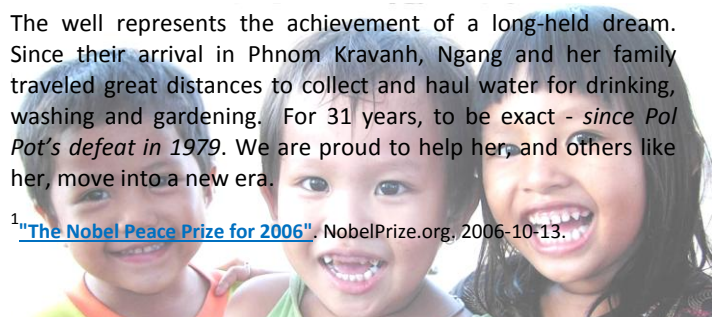 The well represents the achievement of a long-held dream.
Since their arrival in Phnom Kravanh, Ngang and her family
traveled great distances to collect and haul water for drinking,
washing and gardening.  For 31 years, to be exact - since Pol
Pot’s defeat in 1979. We are proud to help her, and others like
her, move into a new era.
1"The Nobel Peace Prize for 2006". NobelPrize.org. 2006-10-13.